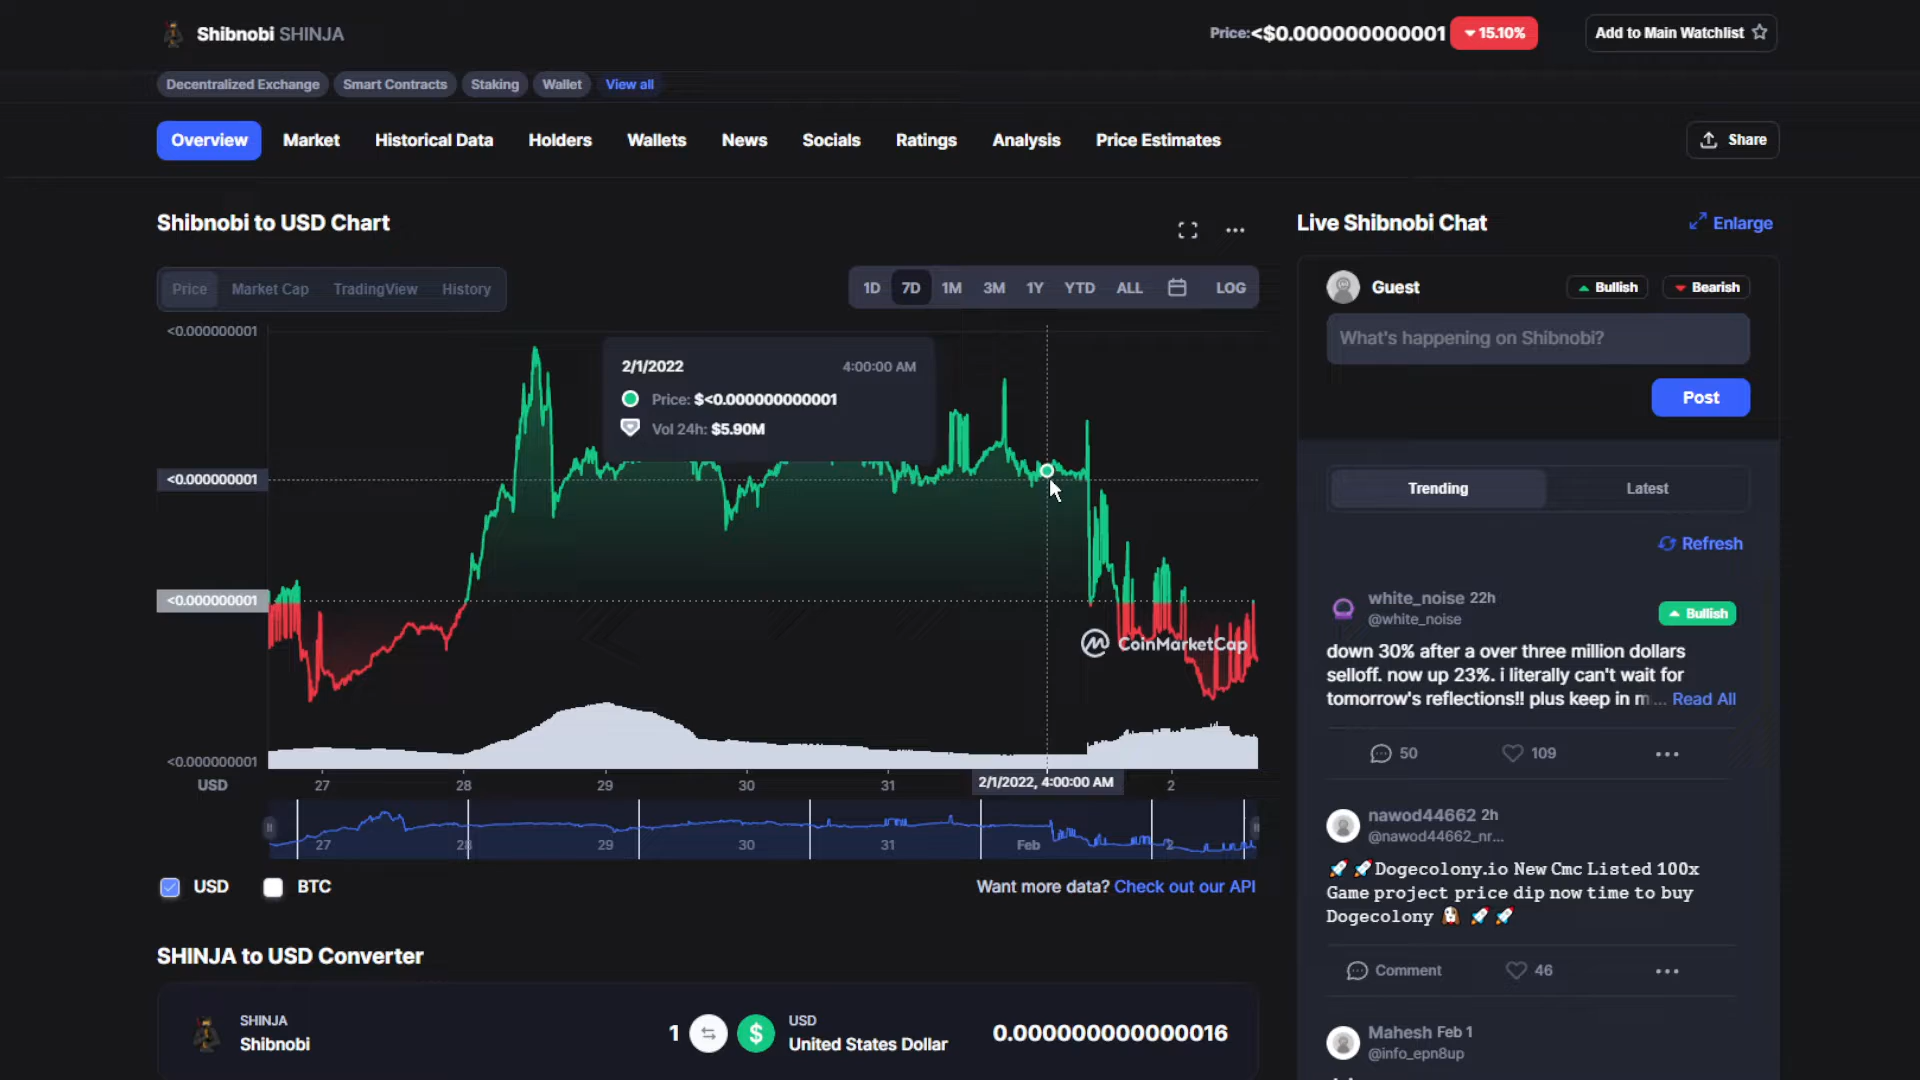 Shibnobi SHINJA
Price:<$0.000000000001 15.10%
Add to Main Watchlist
Decentralized Exchange Smart Contracts Staking Wallet View all
Overview Market Historical Data Holders Wallets News Socials Ratings Analysis Price Estimates
Share
Shibnobi to USD Chart
Price Market Cap TradingView History
1D 7D 1M 3M 1Y YTD ALL LOG
<0.000000001
2/1/2022 4:00:00 AM
Price: $<0.000000000001
Vol 24h: $5.90M
<0.000000001
<0.000000001
CoinMarketCap
<0.000000001
USD 27 28 29 30 31 2/1/2022, 4:00:00 AM 2
27 28 29 30 31 Feb 2
USD BTC
Want more data? Check out our API
SHINJA to USD Converter
SHINJA
Shibnobi
1
USD
United States Dollar
0.000000000000016
Live Shibnobi Chat
Enlarge
Guest
Bullish Bearish
What's happening on Shibnobi?
Post
Trending Latest
Refresh
white_noise 22h
@white_noise
Bullish
down 30% after a over three million dollars
selloff. now up 23%. i literally can't wait for
tomorrow's reflections!! plus keep in m... Read All
50 109
nawod44662 2h
@nawod44662_nr...
🚀 🚀Dogecolony.io New Cmc Listed 100x
Game project price dip now time to buy
Dogecolony 🐶 🚀 🚀
Comment 46
Mahesh Feb 1
@info_epn8up